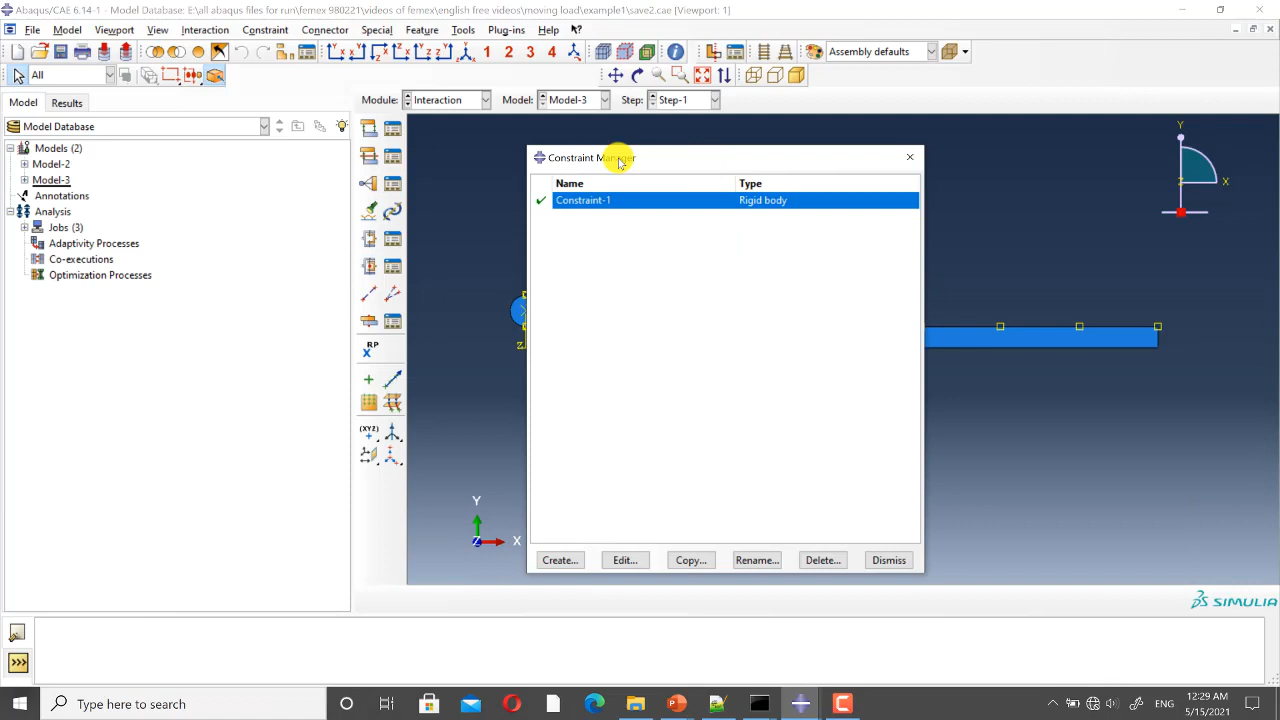 Abaqus/CAE 6.14-1 - Model Database: E:\all abaqus files for run\femex 980221\videos of femex\english free videos\moving load\example1\save2.cae [Viewport: 1]
File Model Viewport View Interaction Constraint Connector Special Feature Tools Plug-ins Help
1 2 3 4
Assembly defaults
All
Model Results
Module: Interaction Model: Model-3 Step: Step-1
Model Database
Models (2)
Model-2
Model-3
Annotations
Analysis
Jobs (3)
Adaptivity Processes
Co-executions
Optimization Processes
RP
(XYZ)
Constraint Manager
Name Type
Constraint-1 Rigid body
Create... Edit... Copy... Rename... Delete... Dismiss
Y
X
Z
Y
X
Z
SIMULIA
>>>
Type here to search
ENG
12:29 AM
5/15/2021